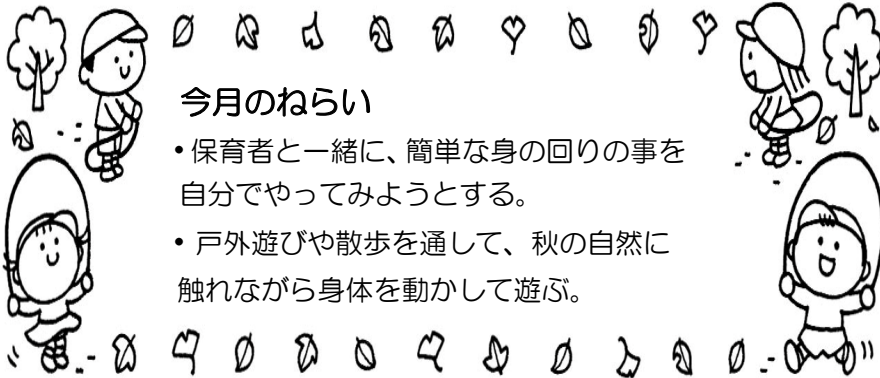 今月のねらい
•保育者と一緒に、簡単な身の回りの事を
自分でやってみようとする。
• 戸外遊びや散歩を通して、秋の自然に
触れながら身体を動かして遊ぶ。